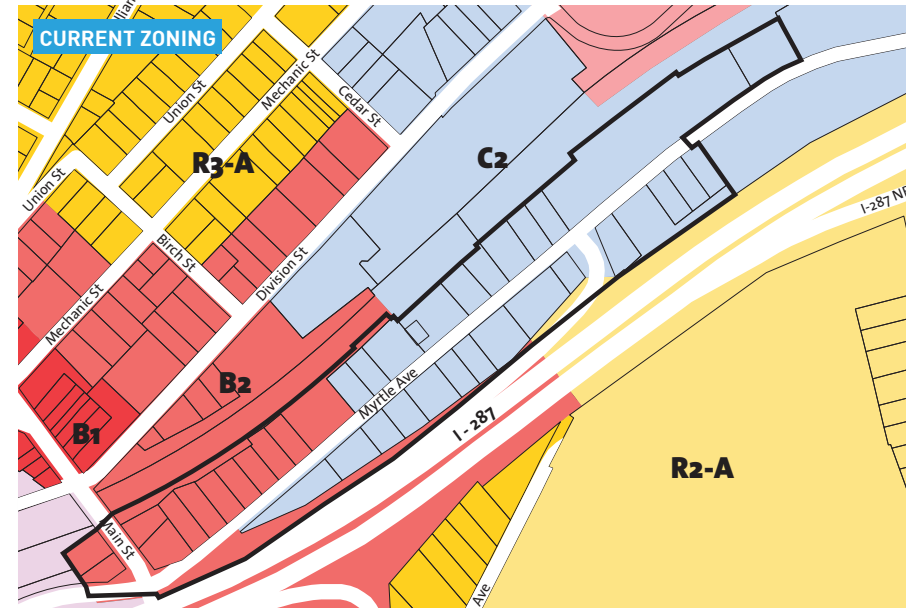 CURRENT ZONING
Union St
Mechanic St
Cedar St
R3-A
C2
Union St
I-287
Birch St
Division St
Mechanic St
B2
Myrtle Ave
B1
I - 287
R2-A
Main St
Ave